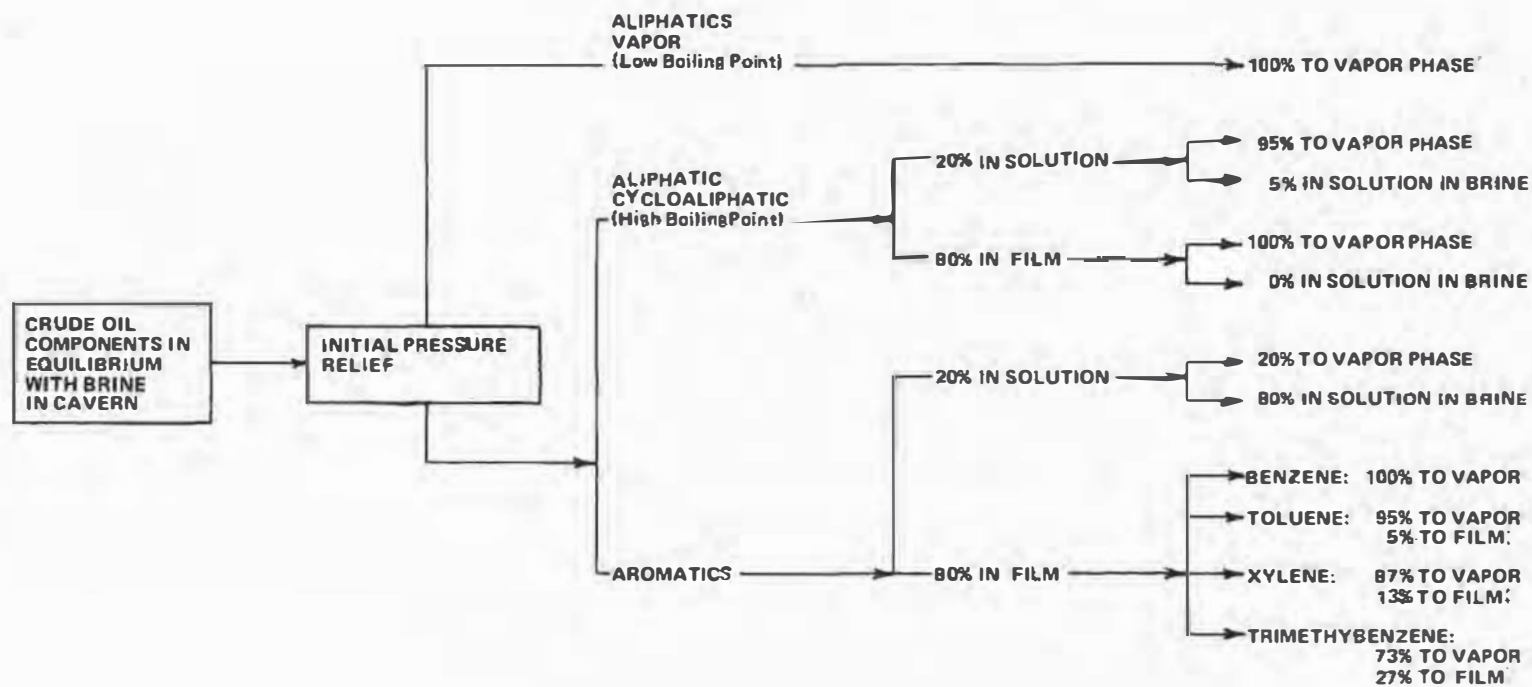 ALIPHATICS
VAPOR
(Low Boiling Point)
100% TO VAPOR PHASE
ALIPHATIC
CYCLOALIPHATIC
(High Boiling Point)
20% IN SOLUTION
95% TO VAPOR PHASE
5% IN SOLUTION IN BRINE
80% IN FILM
100% TO VAPOR PHASE
0% IN SOLUTION IN BRINE
CRUDE OIL
COMPONENTS IN
EQUILIBRIUM
WITH BRINE
IN CAVERN
INITIAL PRESSURE
RELIEF
20% IN SOLUTION
20% TO VAPOR PHASE
80% IN SOLUTION IN BRINE
AROMATICS
80% IN FILM
BENZENE: 100% TO VAPOR
TOLUENE: 95% TO VAPOR
5% TO FILM
XYLENE: 87% TO VAPOR
13% TO FILM
TRIMETHYBENZENE:
73% TO VAPOR
27% TO FILM